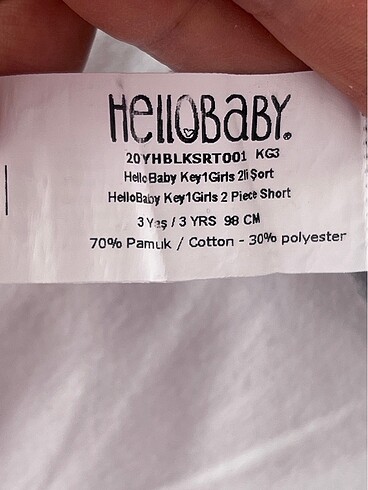 HelloBaby®
20YHBLKSRT001 KG3
HelloBaby Key1Girls 2li Şort
HelloBaby Key1Girls 2 Piece Short
3 Yaş / 3 YRS 98 CM
70% Pamuk / Cotton - 30% polyester